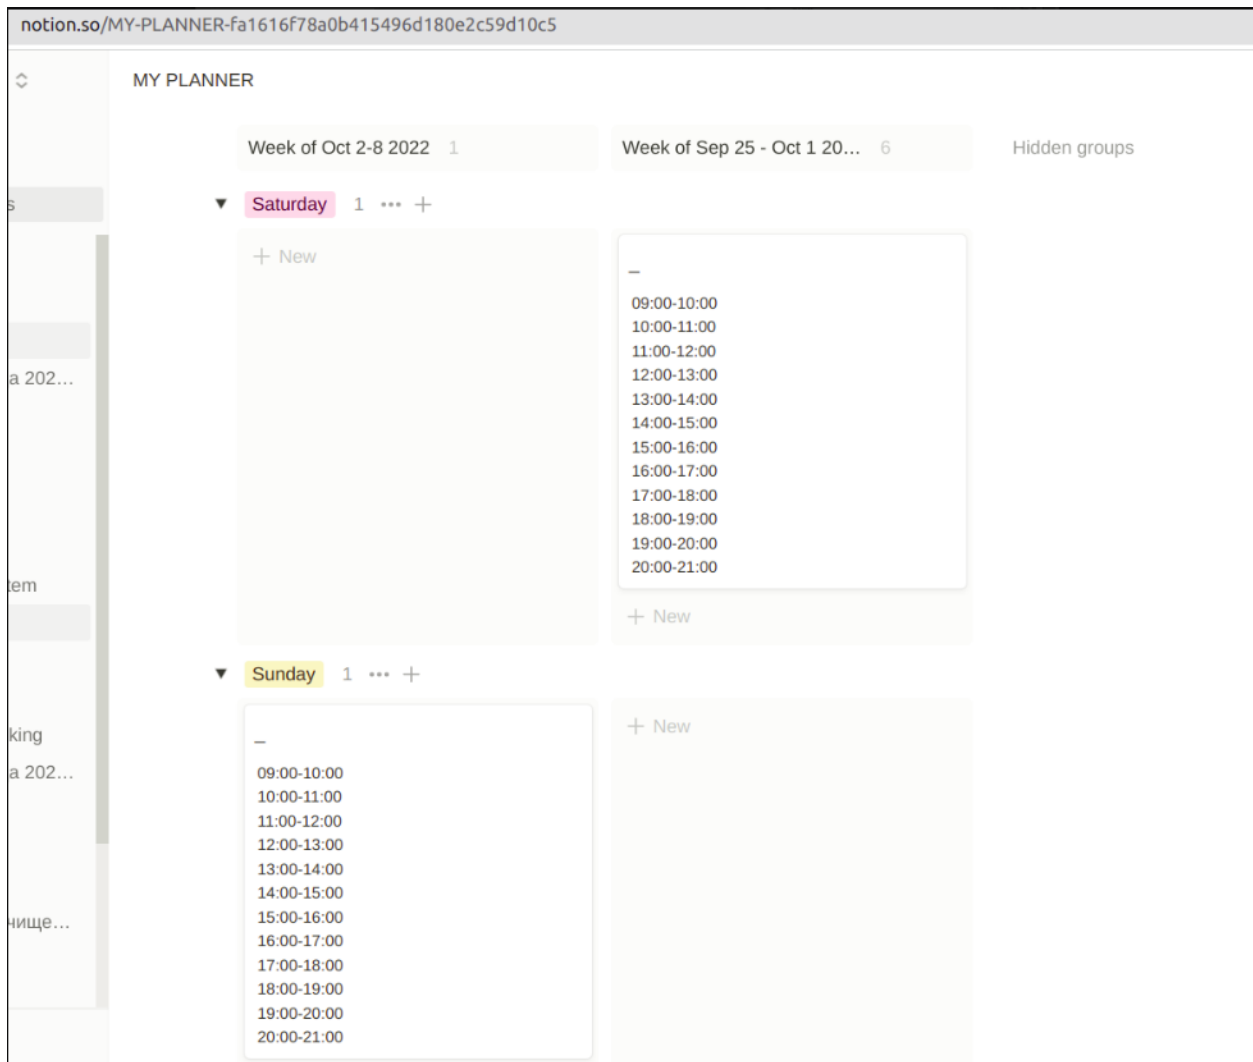 notion.so/MY-PLANNER-fa1616f78a0b415496d180e2c59d10c5
MY PLANNER
Week of Oct 2-8 2022 1
Week of Sep 25 - Oct 1 20... 6
Hidden groups
s
a 202...
tem
king
a 202...
чище...
Saturday 1 ••• +
+ New
–
09:00-10:00
10:00-11:00
11:00-12:00
12:00-13:00
13:00-14:00
14:00-15:00
15:00-16:00
16:00-17:00
17:00-18:00
18:00-19:00
19:00-20:00
20:00-21:00
+ New
Sunday 1 ••• +
–
09:00-10:00
10:00-11:00
11:00-12:00
12:00-13:00
13:00-14:00
14:00-15:00
15:00-16:00
16:00-17:00
17:00-18:00
18:00-19:00
19:00-20:00
20:00-21:00
+ New